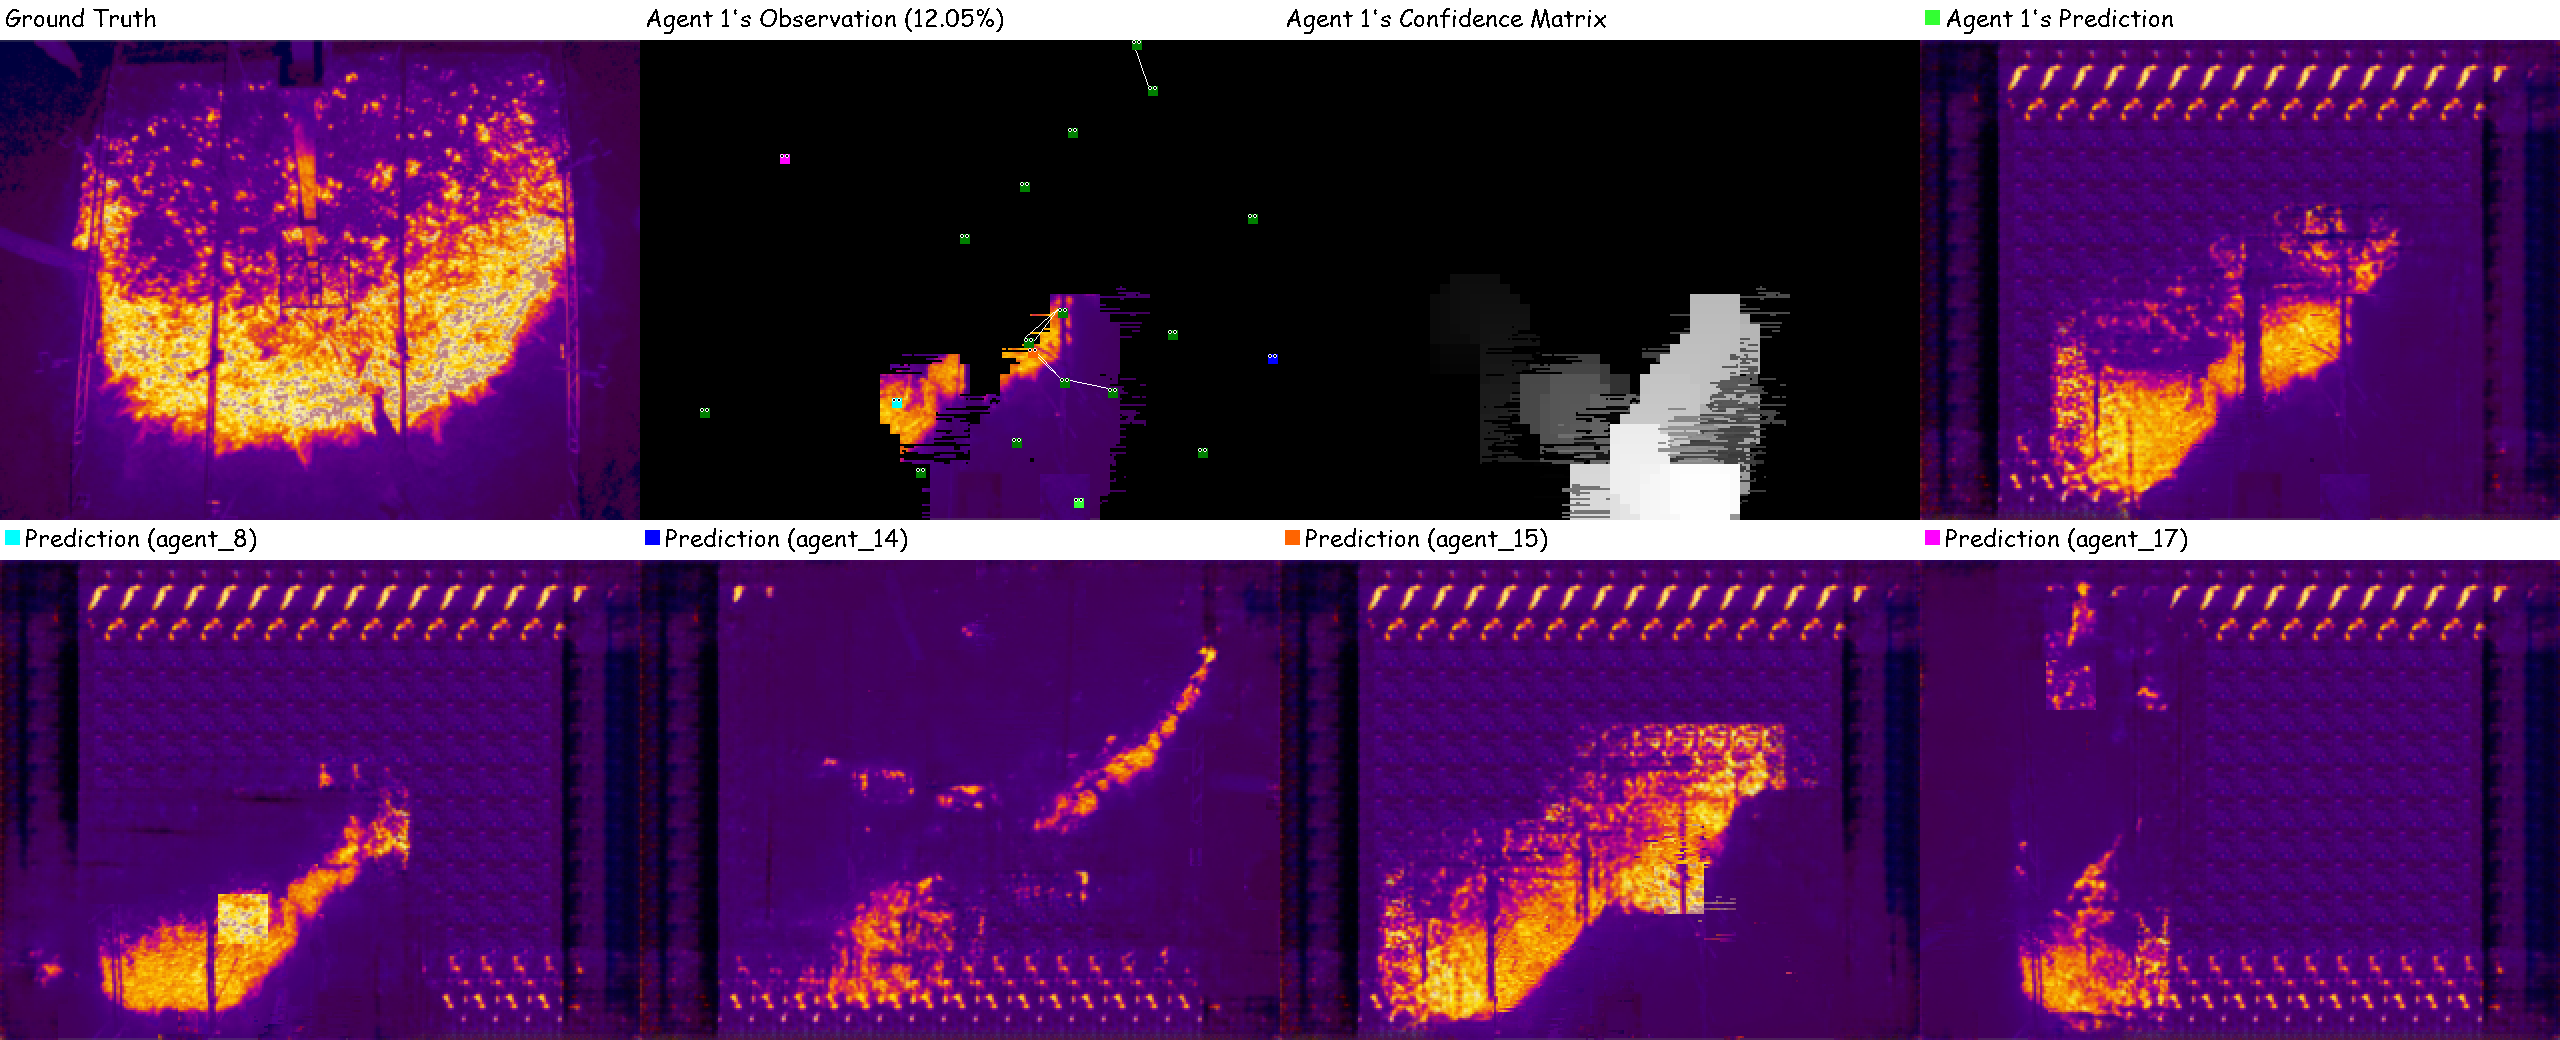 Ground Truth
Agent 1's Observation (12.05%)
Agent 1's Confidence Matrix
Agent 1's Prediction
Prediction (agent_8)
Prediction (agent_14)
Prediction (agent_15)
Prediction (agent_17)